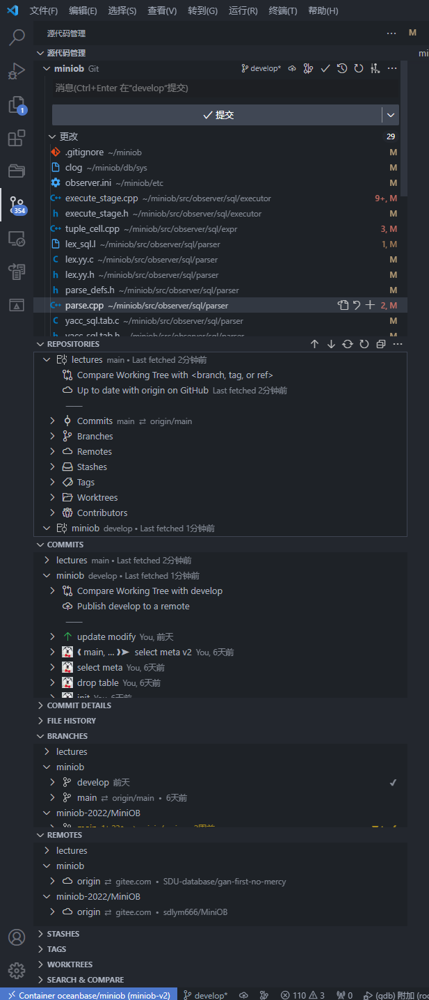 文件(F) 编辑(E) 选择(S) 查看(V) 转到(G) 运行(R) 终端(T) 帮助(H)
源代码管理 ··· M
源代码管理 mi
miniob Git develop* ···
消息(Ctrl+Enter 在“develop”提交)
提交
更改 29
.gitignore ~/miniob M
clog ~/miniob/db/sys M
observer.ini ~/miniob/etc M
execute_stage.cpp ~/miniob/src/observer/sql/executor 9+, M
execute_stage.h ~/miniob/src/observer/sql/executor M
tuple_cell.cpp ~/miniob/src/observer/sql/expr 3, M
lex_sql.l ~/miniob/src/observer/sql/parser 1, M
lex.yy.c ~/miniob/src/observer/sql/parser M
lex.yy.h ~/miniob/src/observer/sql/parser M
parse_defs.h ~/miniob/src/observer/sql/parser M
parse.cpp ~/miniob/src/observer/sql/parser 2, M
yacc_sql.tab.c ~/miniob/src/observer/sql/parser M
yacc_sql.tab.h ~/miniob/src/observer/sql/parser M
1
354
REPOSITORIES ···
lectures main • Last fetched 2分钟前
Compare Working Tree with <branch, tag, or ref>
Up to date with origin on GitHub Last fetched 2分钟前
Commits main ⇄ origin/main
Branches
Remotes
Stashes
Tags
Worktrees
Contributors
miniob develop • Last fetched 1分钟前
COMMITS
lectures main • Last fetched 2分钟前
miniob develop • Last fetched 1分钟前
Compare Working Tree with develop
Publish develop to a remote
update modify You, 前天
❰ main, ... ❱➤ select meta v2 You, 6天前
select meta You, 6天前
drop table You, 6天前
init You, 6天前
COMMIT DETAILS
FILE HISTORY
BRANCHES
lectures
miniob
develop 前天 ✓
main ⇄ origin/main • 6天前
miniob-2022/MiniOB
REMOTES
lectures
miniob
origin ⇄ gitee.com • SDU-database/gan-first-no-mercy
miniob-2022/MiniOB
origin ⇄ gitee.com • sdlym666/MiniOB
STASHES
TAGS
WORKTREES
SEARCH & COMPARE
Container oceanbase/miniob (miniob-v2) develop* 110 3 0 (gdb) 附加 (roo